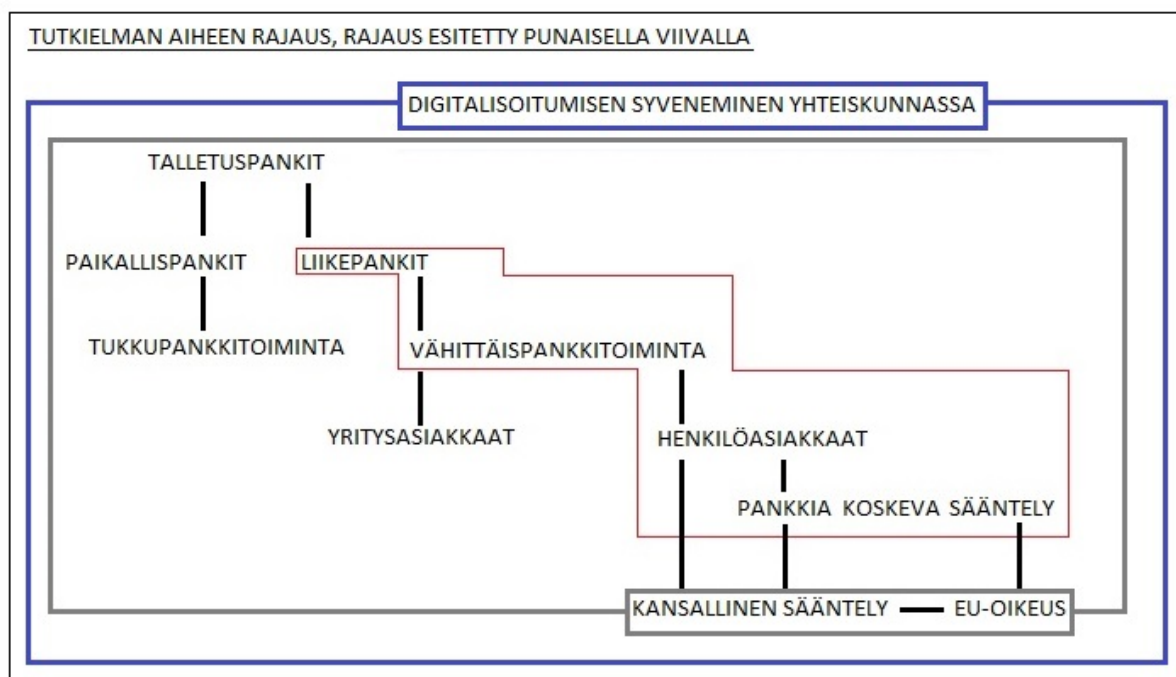 TUTKIELMAN AIHEEN RAJAUS, RAJAUS ESITETTY PUNAISELLA VIIVALLA
DIGITALISOITUMISEN SYVENEMINEN YHTEISKUNNASSA
TALLETUSPANKIT
PAIKALLISPANKIT LIIKEPANKIT
TUKKUPANKKITOIMINTA VÄHITTÄISPANKKITOIMINTA
YRITYSASIAKKAAT HENKILÖASIAKKAAT
PANKKIA KOSKEVA SÄÄNTELY
KANSALLINEN SÄÄNTELY EU-OIKEUS